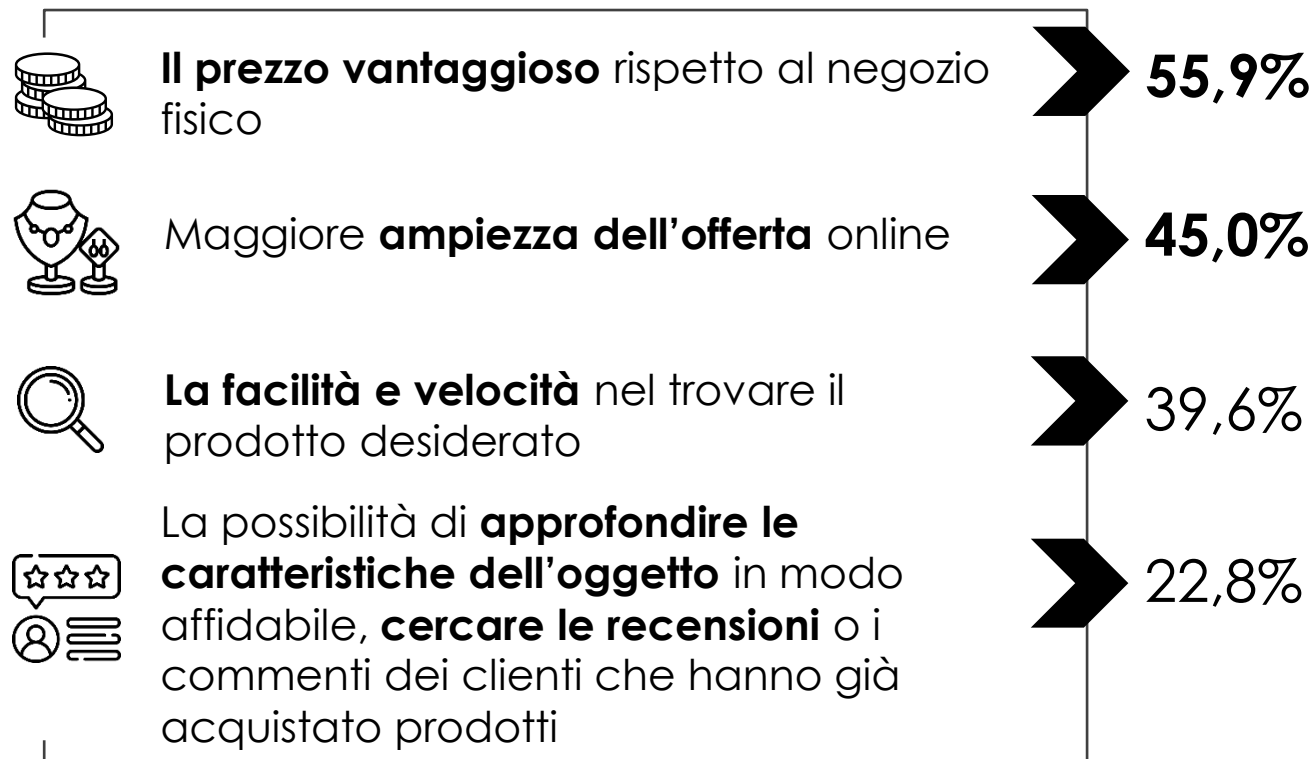 Il prezzo vantaggioso rispetto al negozio
fisico
55,9%
Maggiore ampiezza dell’offerta online
45,0%
La facilità e velocità nel trovare il
prodotto desiderato
39,6%
La possibilità di approfondire le
caratteristiche dell’oggetto in modo
affidabile, cercare le recensioni o i
commenti dei clienti che hanno già
acquistato prodotti
22,8%